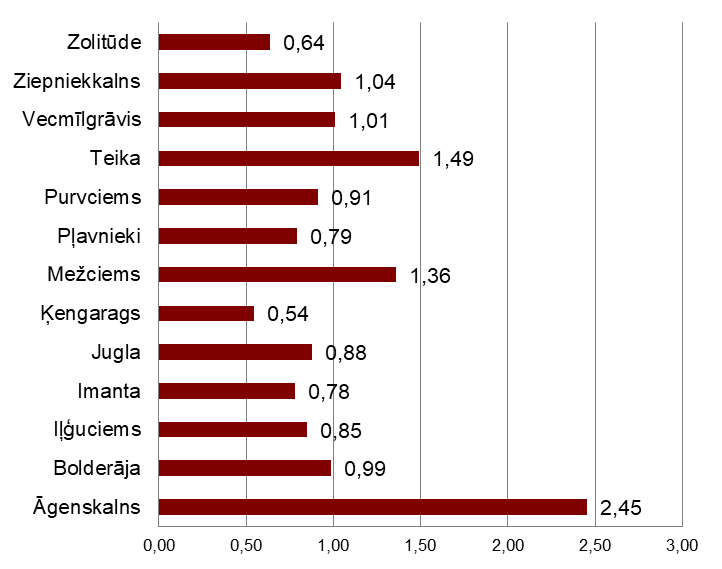 Zolitūde 0,64
Ziepniekkalns 1,04
Vecmīlgrāvis 1,01
Teika 1,49
Purvciems 0,91
Pļavnieki 0,79
Mežciems 1,36
Ķengarags 0,54
Jugla 0,88
Imanta 0,78
Iļģuciems 0,85
Bolderāja 0,99
Āgenskalns 2,45
0,00 0,50 1,00 1,50 2,00 2,50 3,00